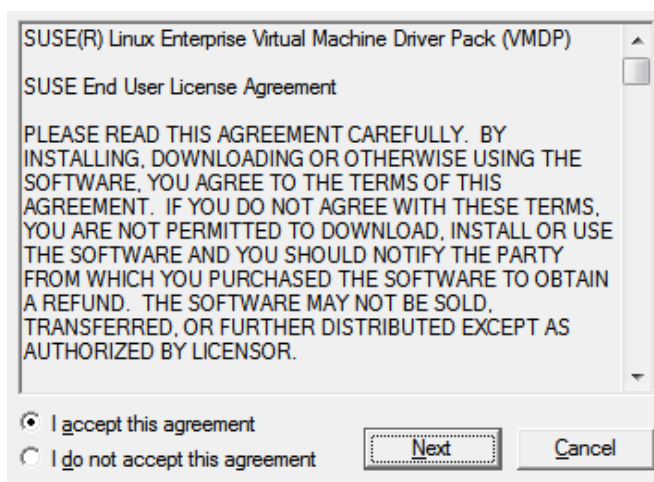 SUSE(R) Linux Enterprise Virtual Machine Driver Pack (VMDP)
SUSE End User License Agreement
PLEASE READ THIS AGREEMENT CAREFULLY.  BY
INSTALLING, DOWNLOADING OR OTHERWISE USING THE
SOFTWARE, YOU AGREE TO THE TERMS OF THIS
AGREEMENT.  IF YOU DO NOT AGREE WITH THESE TERMS,
YOU ARE NOT PERMITTED TO DOWNLOAD, INSTALL OR USE
THE SOFTWARE AND YOU SHOULD NOTIFY THE PARTY
FROM WHICH YOU PURCHASED THE SOFTWARE TO OBTAIN
A REFUND.  THE SOFTWARE MAY NOT BE SOLD,
TRANSFERRED, OR FURTHER DISTRIBUTED EXCEPT AS
AUTHORIZED BY LICENSOR.
I accept this agreement
I do not accept this agreement
Next
Cancel